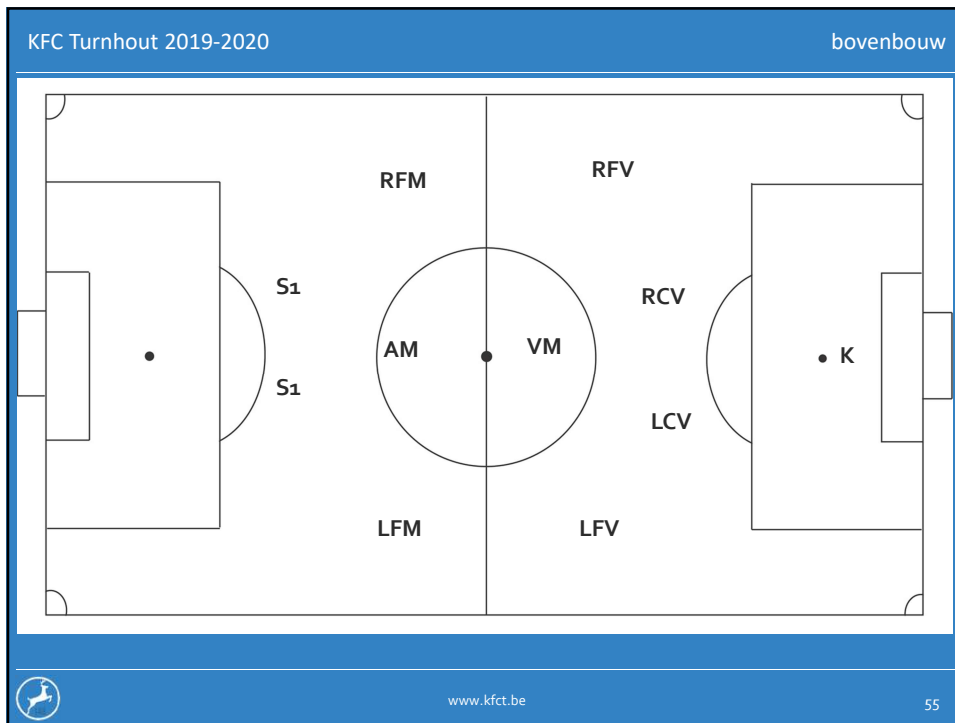 KFC Turnhout 2019-2020 bovenbouw
RFM RFV
S1 RCV
AM VM K
S1 LCV
LFM LFV
www.kfct.be 55